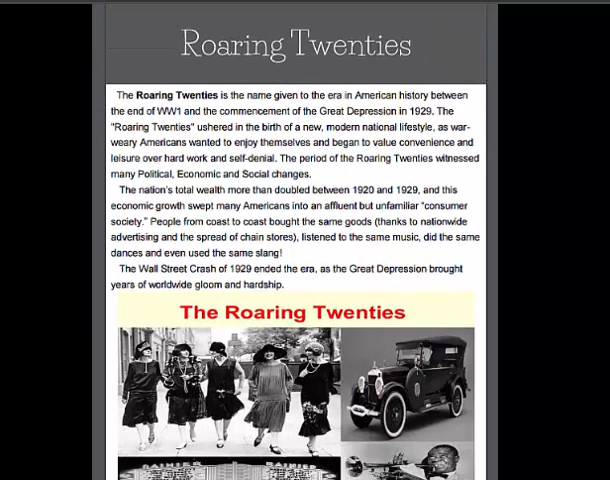 Roaring Twenties
The Roaring Twenties is the name given to the era in American history between
the end of WW1 and the commencement of the Great Depression in 1929. The
"Roaring Twenties" ushered in the birth of a new, modern national lifestyle, as war-
weary Americans wanted to enjoy themselves and began to value convenience and
leisure over hard work and self-denial. The period of the Roaring Twenties witnessed
many Political, Economic and Social changes.
The nation's total wealth more than doubled between 1920 and 1929, and this
economic growth swept many Americans into an affluent but unfamiliar "consumer
society." People from coast to coast bought the same goods (thanks to nationwide
advertising and the spread of chain stores), listened to the same music, did the same
dances and even used the same slang!
The Wall Street Crash of 1929 ended the era, as the Great Depression brought
years of worldwide gloom and hardship.
The Roaring Twenties
RAINIER RAINIER